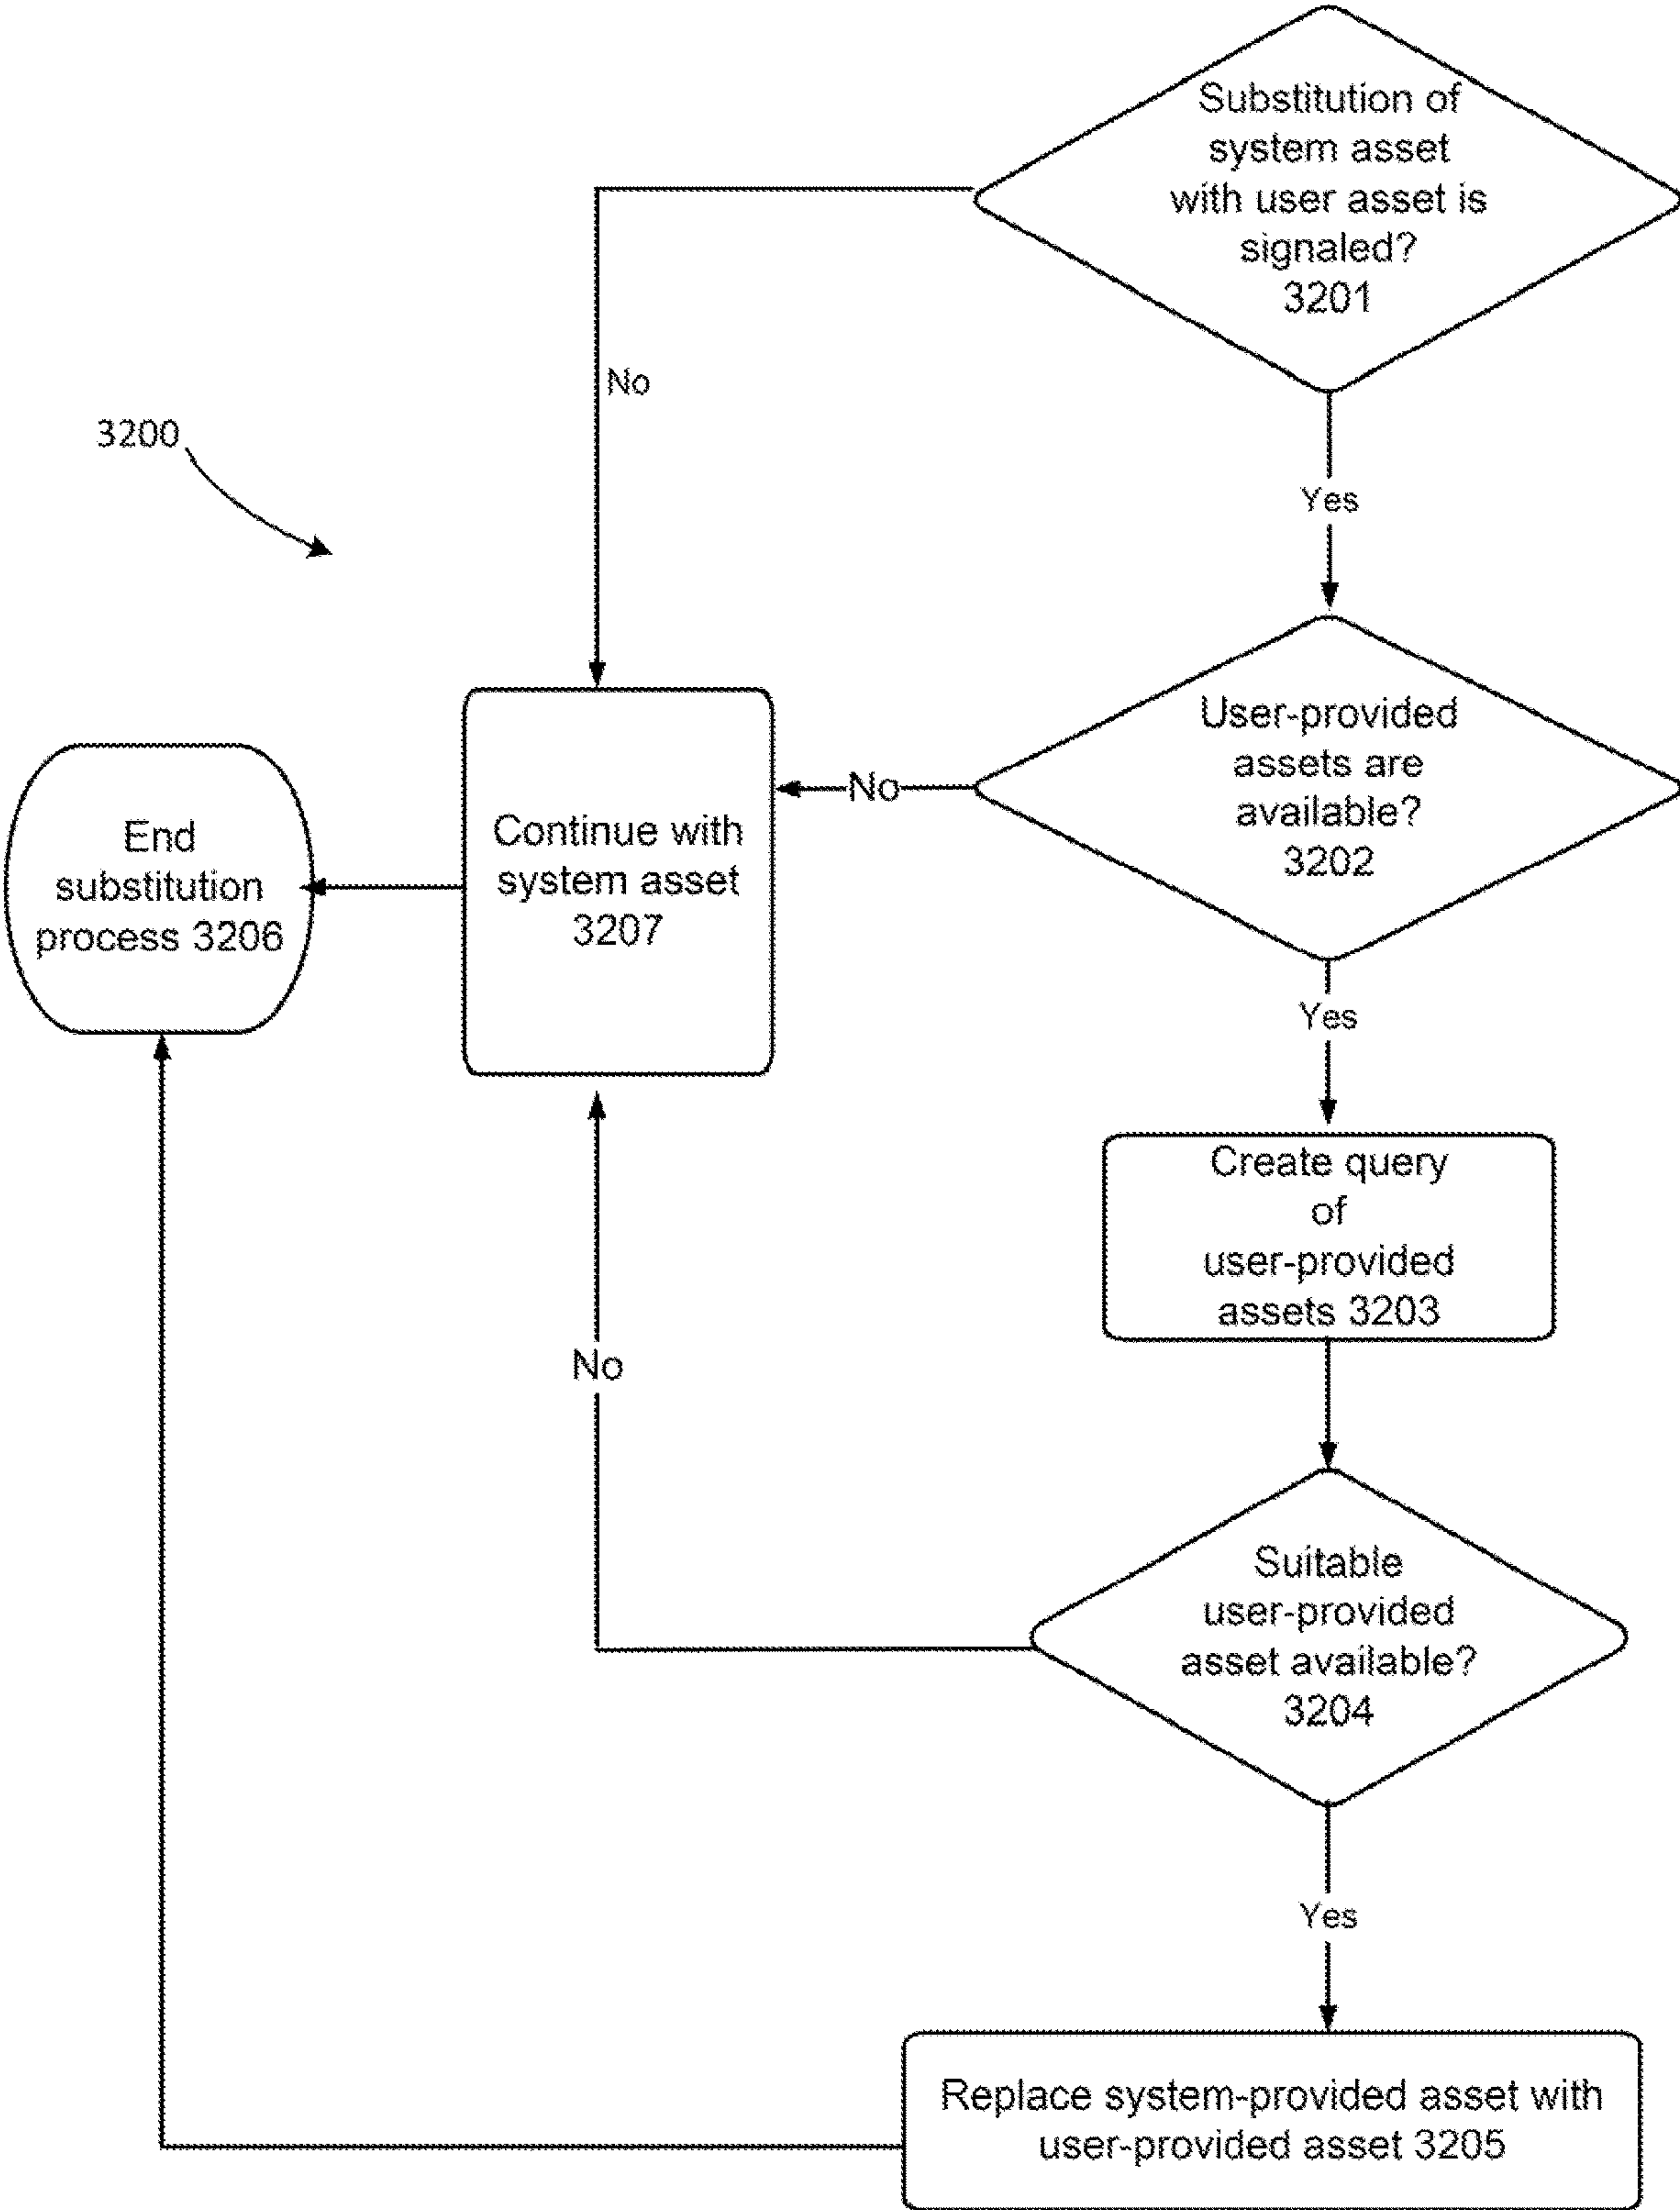 Substitution of
system asset
with user asset is
signaled?
3201
No
3200
Yes
User-provided
assets are
available?
3202
No
Continue with
system asset
3207
End
substitution
process 3206
Yes
Create query
of
user-provided
assets 3203
No
Suitable
user-provided
asset available?
3204
Yes
Replace system-provided asset with
user-provided asset 3205